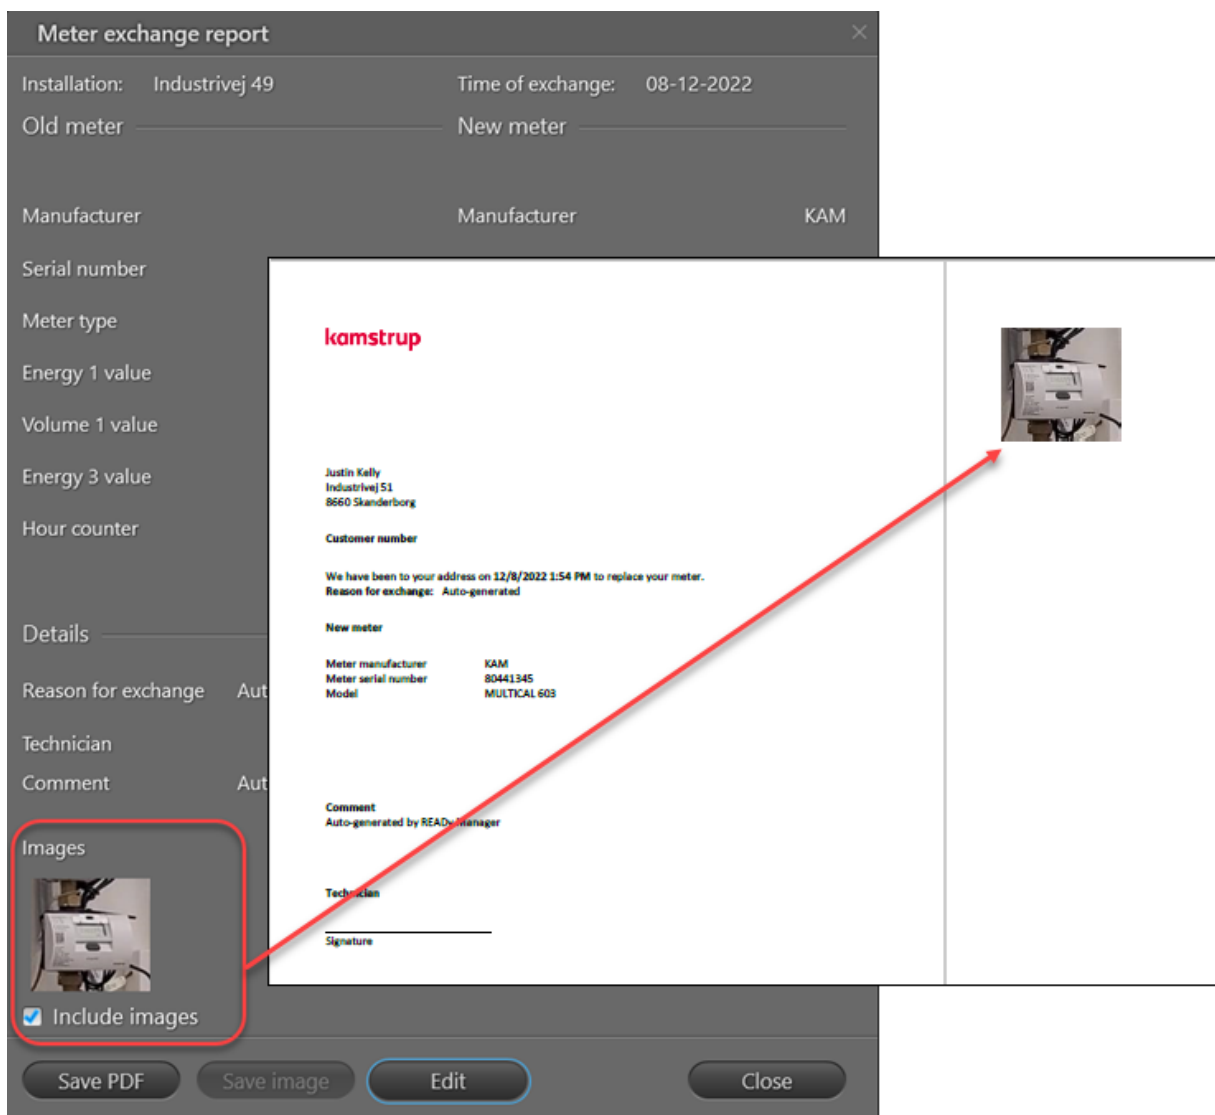 Meter exchange report
Installation: Industrivej 49 Time of exchange: 08-12-2022
Old meter New meter
Manufacturer Manufacturer KAM
Serial number
Meter type
Energy 1 value
Volume 1 value
Energy 3 value
Hour counter
Details
Reason for exchange Aut
Technician
Comment Aut
Images
Include images
Save PDF Save image Edit Close
kamstrup
Justin Kelly
Industrivej 51
8660 Skanderborg
Customer number
We have been to your address on 12/8/2022 1:54 PM to replace your meter.
Reason for exchange: Auto-generated
New meter
Meter manufacturer KAM
Meter serial number 80441345
Model MULTICAL 603
Comment
Auto-generated by READy Manager
Technician
Signature